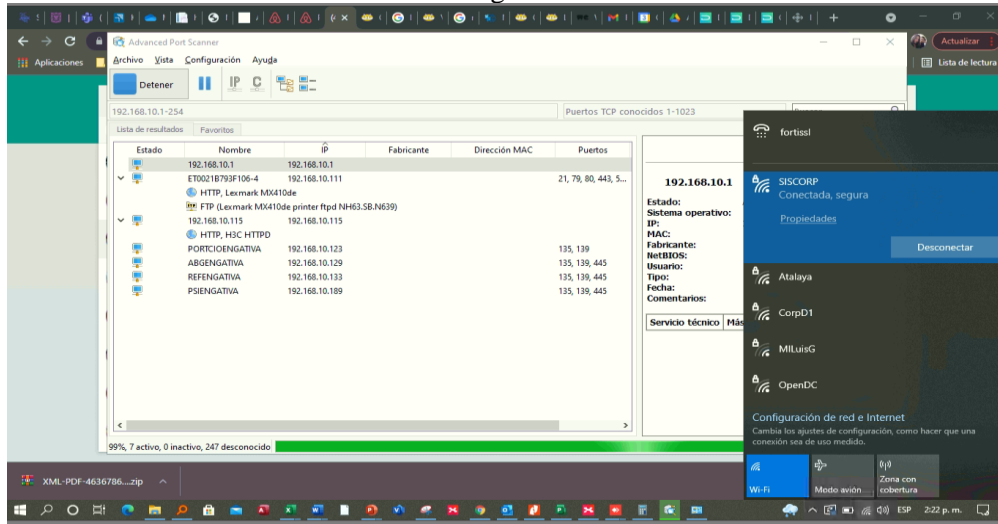 Actualizar
Aplicaciones
Lista de lectura
Advanced Port Scanner
Archivo Vista Configuración Ayuda
Detener
IP C
192.168.10.1-254
Puertos TCP conocidos 1-1023
Lista de resultados Favoritos
Estado Nombre IP Fabricante Dirección MAC Puertos
192.168.10.1 192.168.10.1
ET0021B793F106-4 192.168.10.111 21, 79, 80, 443, 5...
HTTP, Lexmark MX410de
FTP (Lexmark MX410de printer ftpd NH63.SB.N639)
192.168.10.115 192.168.10.115
HTTP, H3C HTTPD
PORTCIOENGATIVA 192.168.10.123 135, 139
ABGENGATIVA 192.168.10.129 135, 139, 445
REFENGATIVA 192.168.10.133 135, 139, 445
PSIENGATIVA 192.168.10.189 135, 139, 445
192.168.10.1
Estado:
Sistema operativo:
IP:
MAC:
Fabricante:
NetBIOS:
Usuario:
Tipo:
Fecha:
Comentarios:
Servicio técnico Más
99%, 7 activo, 0 inactivo, 247 desconocido
fortissl
SISCORP
Conectada, segura
Propiedades
Desconectar
Atalaya
CorpD1
MILuisG
OpenDC
Configuración de red e Internet
Cambia los ajustes de configuración, como hacer que una
conexión sea de uso medido.
Wi-Fi
Modo avión
Zona con
cobertura
XML-PDF-4636786....zip
ESP 2:22 p. m.